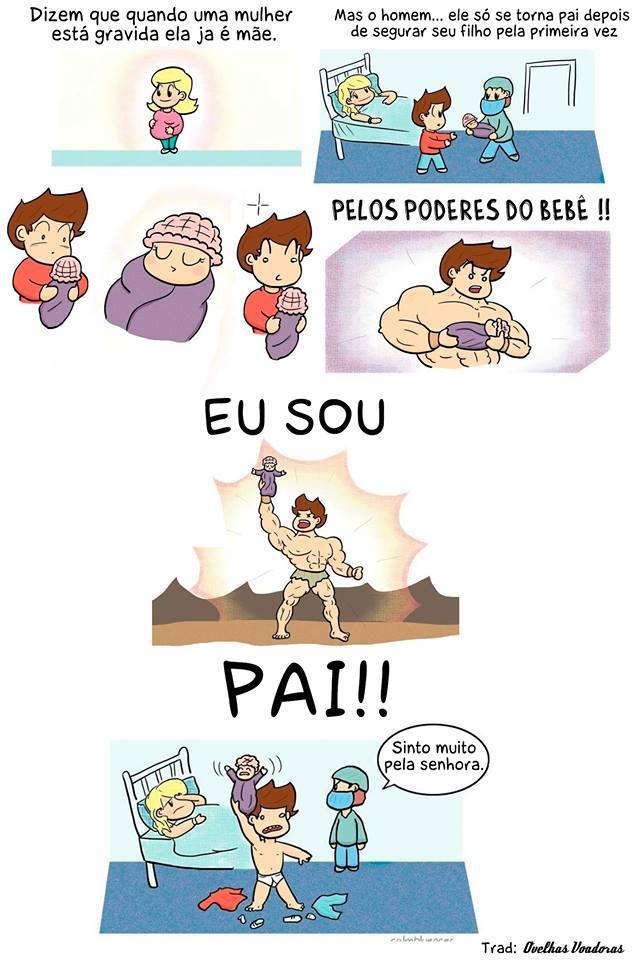 Dizem que quando uma mulher
está gravida ela ja é mãe.
Mas o homem... ele só se torna pai depois
de segurar seu filho pela primeira vez
PELOS PODERES DO BEBÊ !!
EU SOU
PAI!!
Sinto muito
pela senhora.
Trad: Ovelhas Voadoras